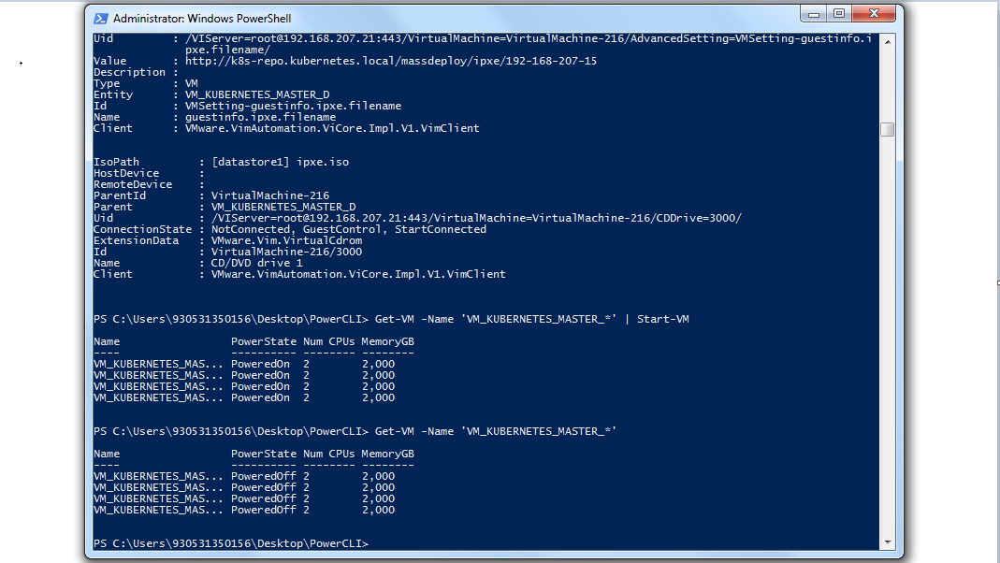 Administrator: Windows PowerShell
Uid         : /VIServer=root@192.168.207.21:443/VirtualMachine=VirtualMachine-216/AdvancedSetting=VMSetting-guestinfo.i
              pxe.filename/
Value       : http://k8s-repo.kubernetes.local/massdeploy/ipxe/192-168-207-15
Description :
Type        : VM
Entity      : VM_KUBERNETES_MASTER_D
Id          : VMSetting-guestinfo.ipxe.filename
Name        : guestinfo.ipxe.filename
Client      : VMware.VimAutomation.ViCore.Impl.V1.VimClient
IsoPath         : [datastore1] ipxe.iso
HostDevice      :
RemoteDevice    :
ParentId        : VirtualMachine-216
Parent          : VM_KUBERNETES_MASTER_D
Uid             : /VIServer=root@192.168.207.21:443/VirtualMachine=VirtualMachine-216/CDDrive=3000/
ConnectionState : NotConnected, GuestControl, StartConnected
ExtensionData   : VMware.Vim.VirtualCdrom
Id              : VirtualMachine-216/3000
Name            : CD/DVD drive 1
Client          : VMware.VimAutomation.ViCore.Impl.V1.VimClient
PS C:\Users\930531350156\Desktop\PowerCLI> Get-VM -Name 'VM_KUBERNETES_MASTER_*' | Start-VM
Name                 PowerState Num CPUs MemoryGB
----                 ---------- -------- --------
VM_KUBERNETES_MAS... PoweredOn  2        2,000
VM_KUBERNETES_MAS... PoweredOn  2        2,000
VM_KUBERNETES_MAS... PoweredOn  2        2,000
VM_KUBERNETES_MAS... PoweredOn  2        2,000
PS C:\Users\930531350156\Desktop\PowerCLI> Get-VM -Name 'VM_KUBERNETES_MASTER_*'
Name                 PowerState Num CPUs MemoryGB
----                 ---------- -------- --------
VM_KUBERNETES_MAS... PoweredOff 2        2,000
VM_KUBERNETES_MAS... PoweredOff 2        2,000
VM_KUBERNETES_MAS... PoweredOff 2        2,000
VM_KUBERNETES_MAS... PoweredOff 2        2,000
PS C:\Users\930531350156\Desktop\PowerCLI>